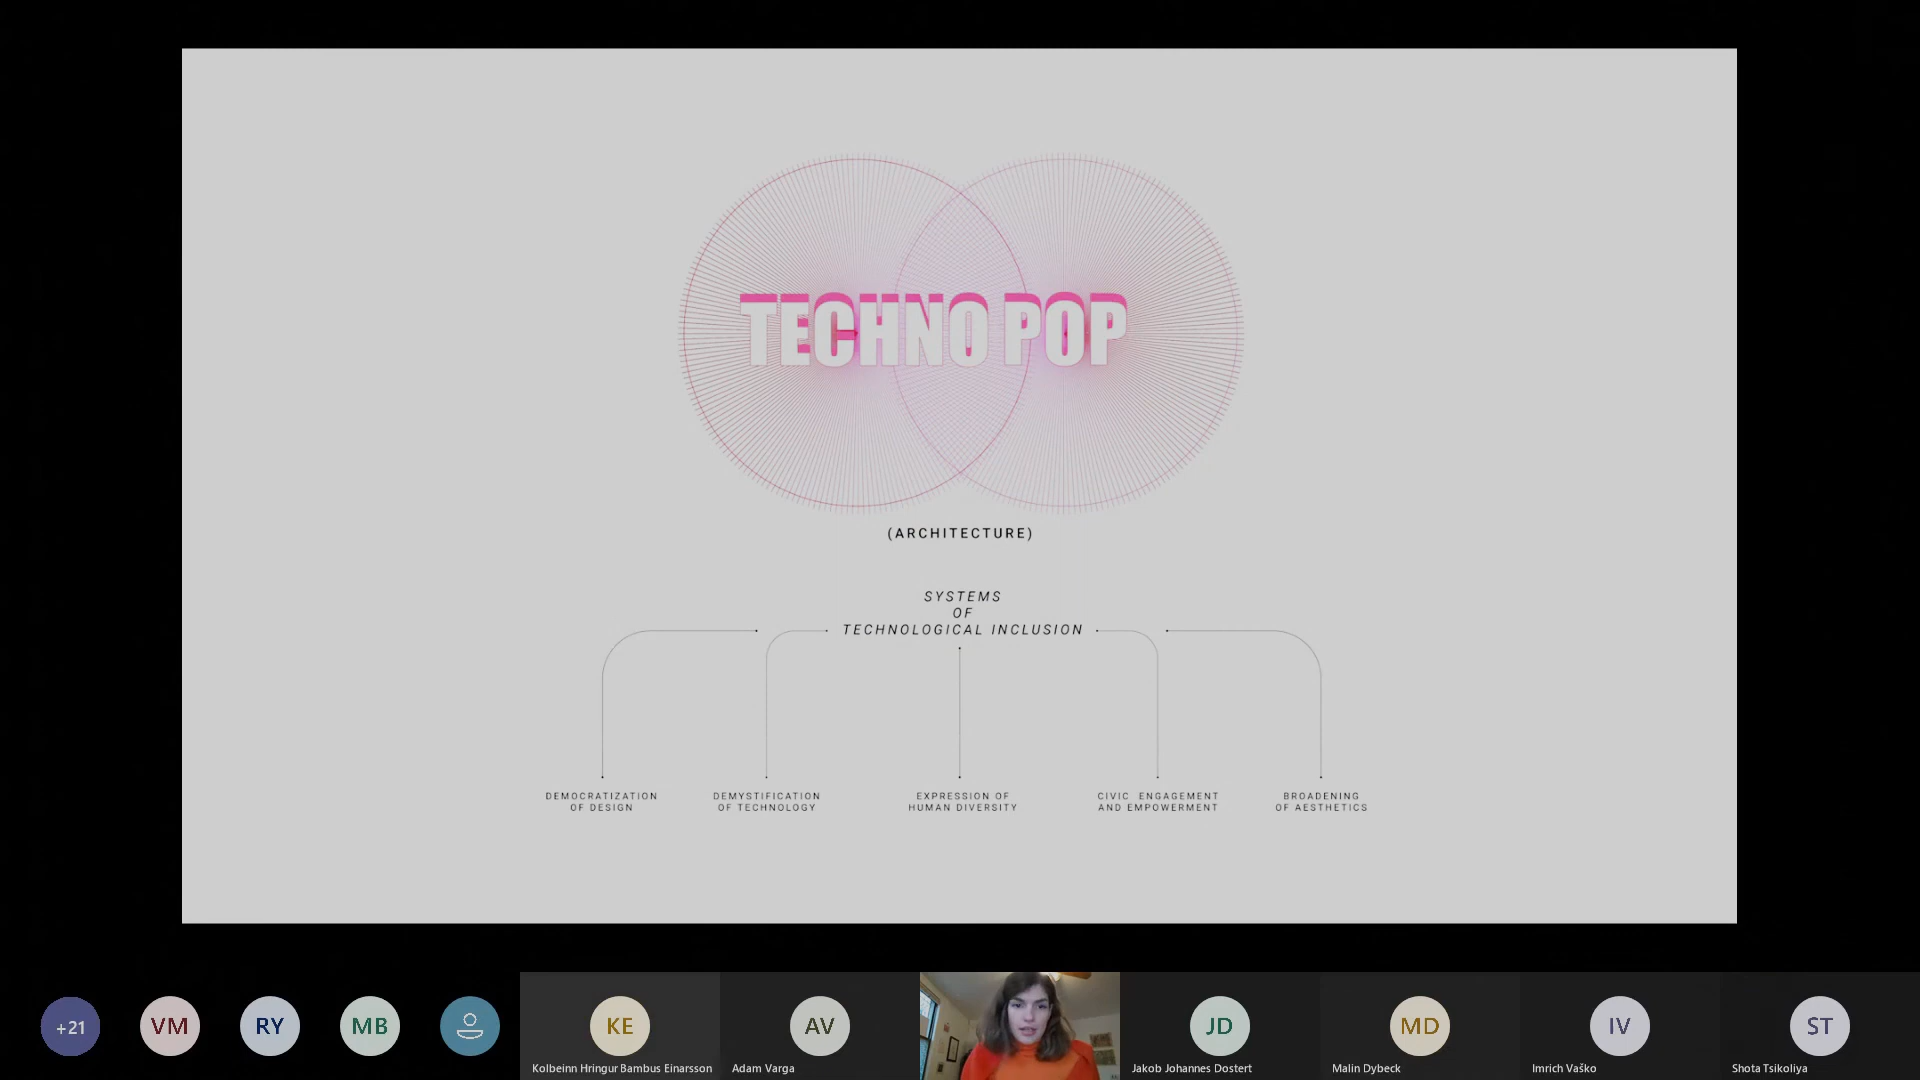 TECHNO POP
(ARCHITECTURE)
SYSTEMS
OF
TECHNOLOGICAL INCLUSION
DEMOCRATIZATION
OF DESIGN
DEMYSTIFICATION
OF TECHNOLOGY
EXPRESSION OF
HUMAN DIVERSITY
CIVIC ENGAGEMENT
AND EMPOWERMENT
BROADENING
OF AESTHETICS
+21
VM
RY
MB
KE
Kolbeinn Hringur Bambus Einarsson
AV
Adam Varga
JD
Jakob Johannes Dostert
MD
Malin Dybeck
IV
Imrich Vaško
ST
Shota Tsikoliya